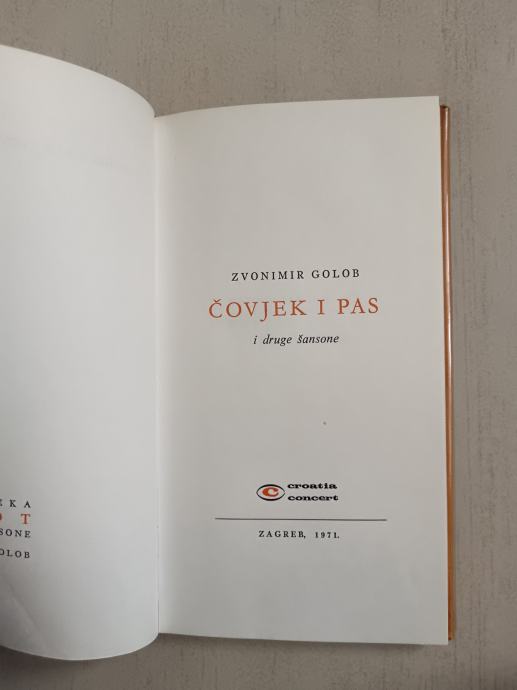 ZVONIMIR GOLOB
ČOVJEK I PAS
i druge šansone
croatia
concert
ZAGREB, 1971.